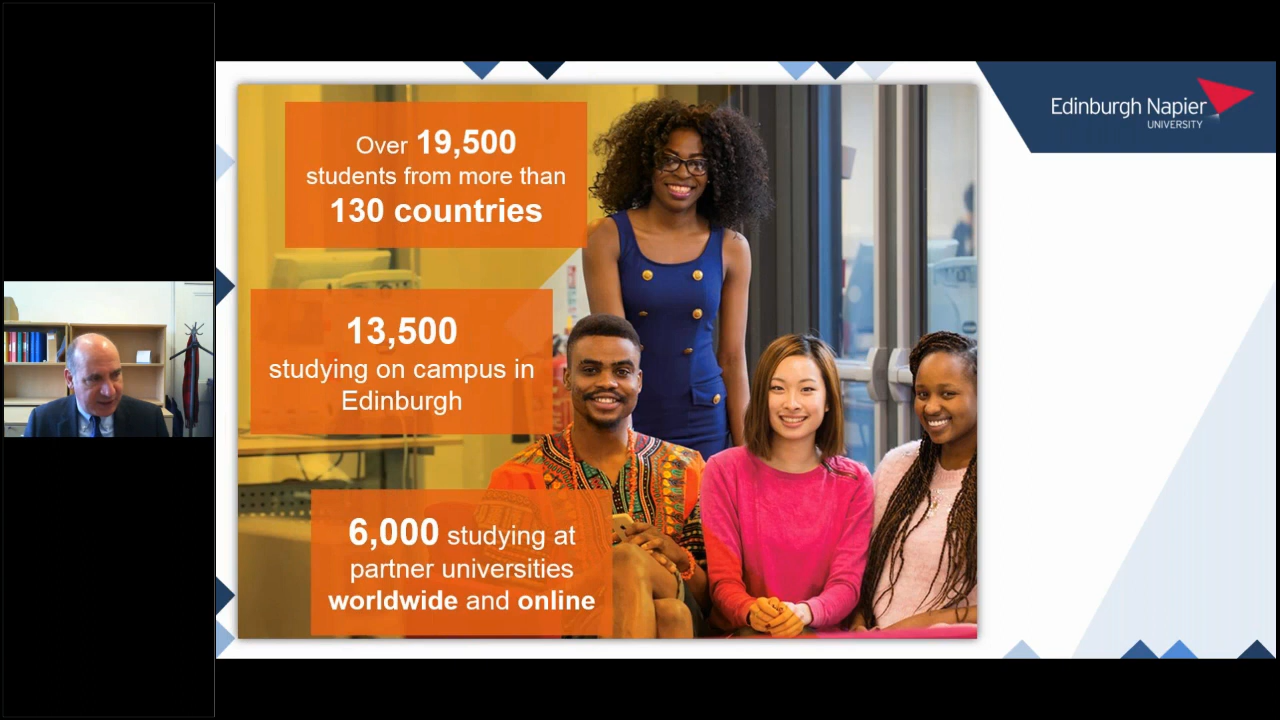 Over 19,500
students from more than
130 countries
13,500
studying on campus in
Edinburgh
6,000 studying at
partner universities
worldwide and online
Edinburgh Napier
UNIVERSITY